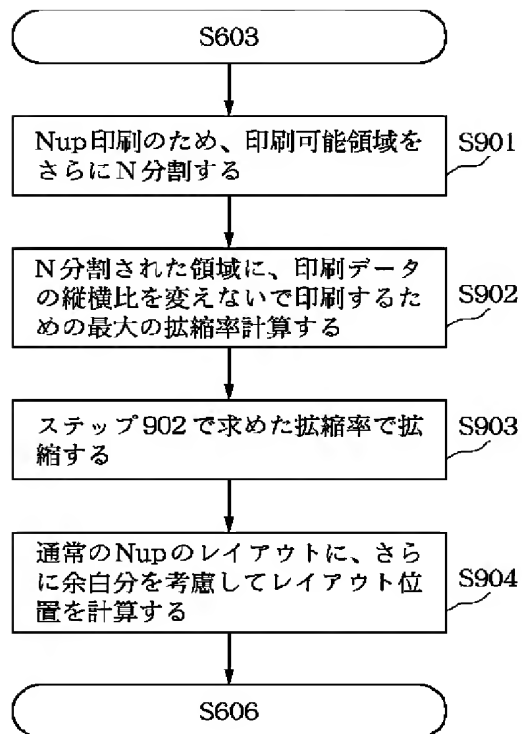 S603
Nup印刷のため、印刷可能領域を
さらにN分割する
S901
N分割された領域に、印刷データ
の縦横比を変えないで印刷するた
めの最大の拡縮率計算する
S902
ステップ902で求めた拡縮率で拡
縮する
S903
通常のNupのレイアウトに、さら
に余白分を考慮してレイアウト位
置を計算する
S904
S606